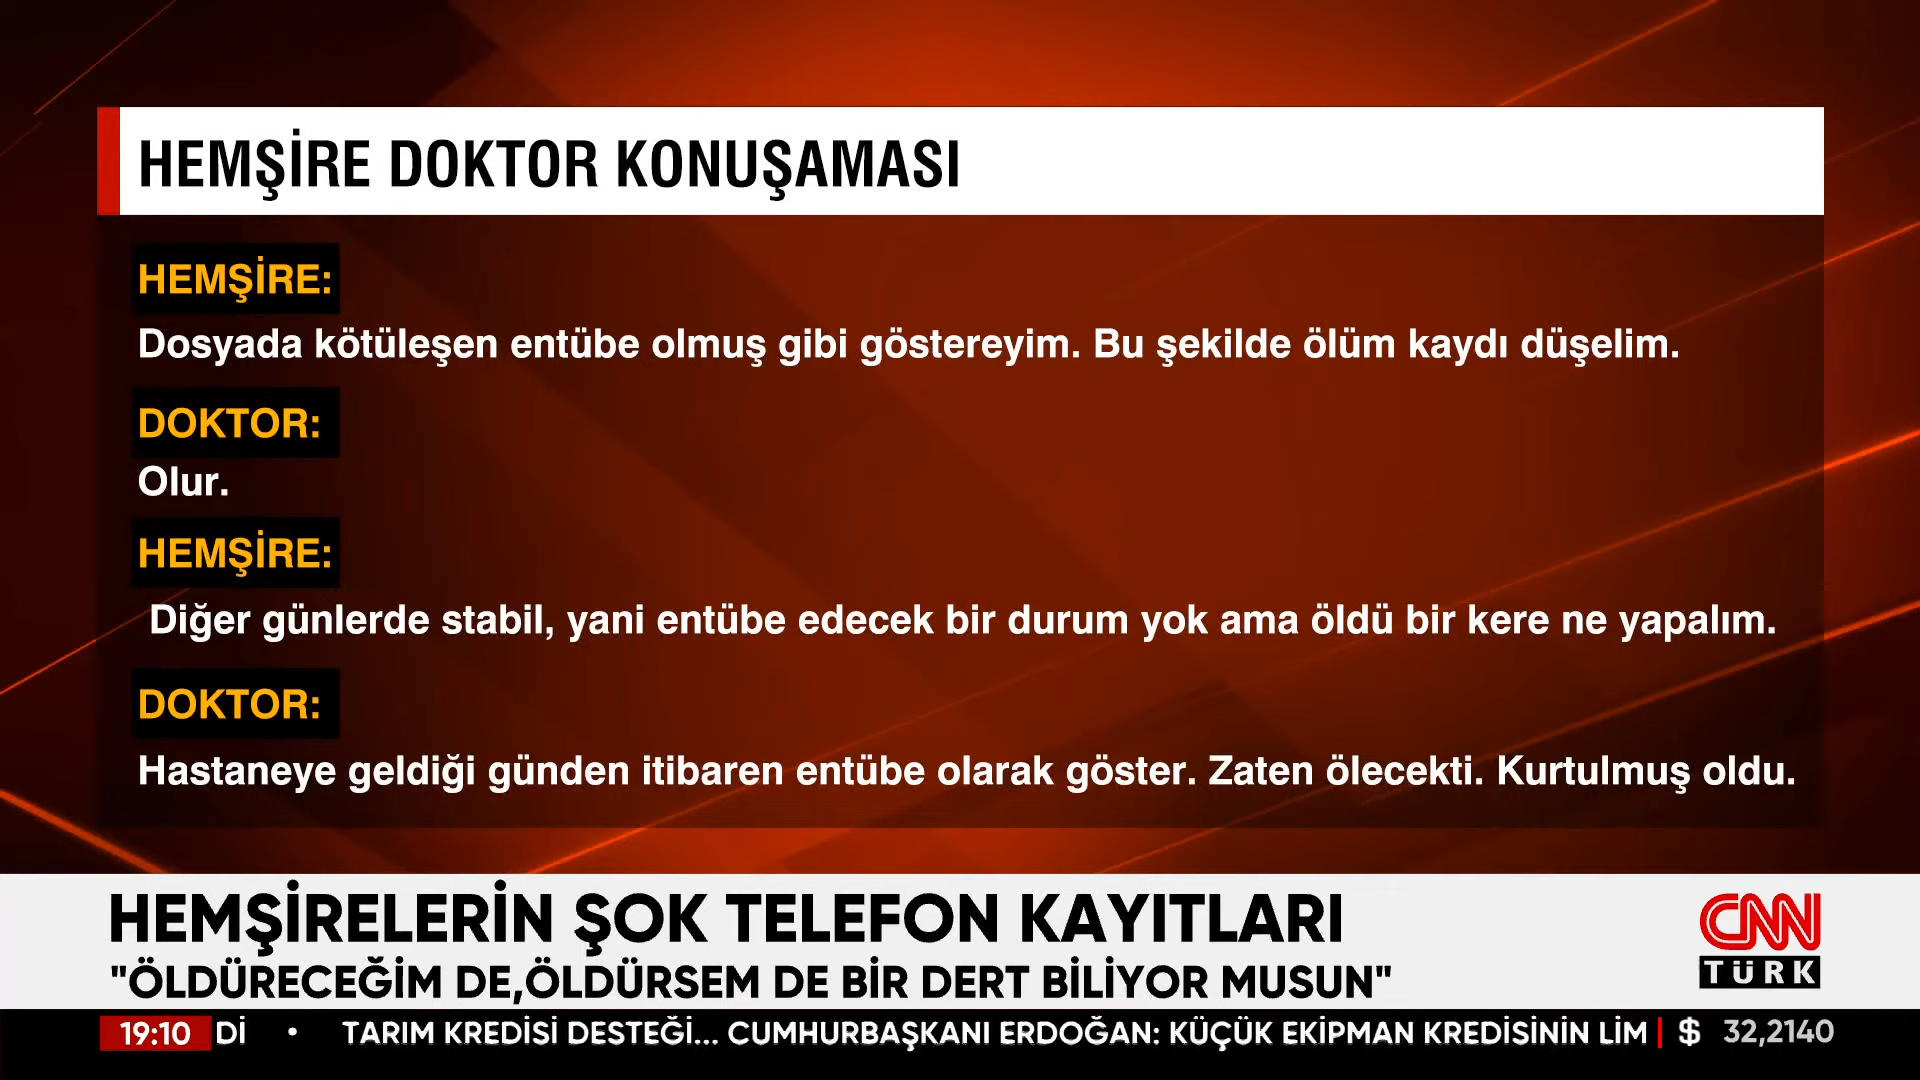 HEMŞİRE DOKTOR KONUŞAMASI
HEMŞİRE:
Dosyada kötüleşen entübe olmuş gibi göstereyim. Bu şekilde ölüm kaydı düşelim.
DOKTOR:
Olur.
HEMŞİRE:
Diğer günlerde stabil, yani entübe edecek bir durum yok ama öldü bir kere ne yapalım.
DOKTOR:
Hastaneye geldiği günden itibaren entübe olarak göster. Zaten ölecekti. Kurtulmuş oldu.
HEMŞİRELERİN ŞOK TELEFON KAYITLARI
"ÖLDÜRECEĞİM DE,ÖLDÜRSEM DE BİR DERT BİLİYOR MUSUN"
CNN
TÜRK
19:10 Dİ • TARIM KREDİSİ DESTEĞİ... CUMHURBAŞKANI ERDOĞAN: KÜÇÜK EKİPMAN KREDİSİNİN LİM | $ 32,2140